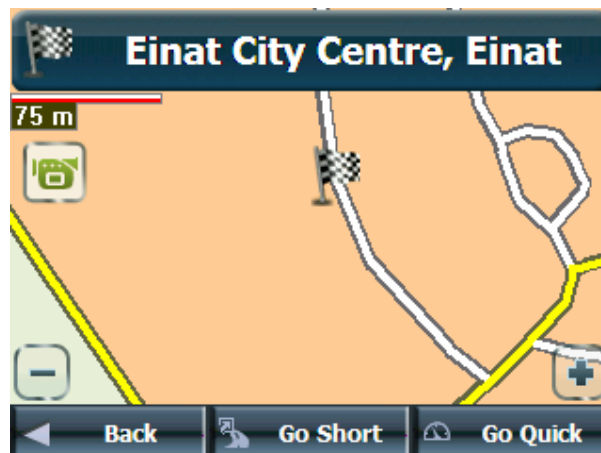 Einat City Centre, Einat
75 m
Back
Go Short
Go Quick